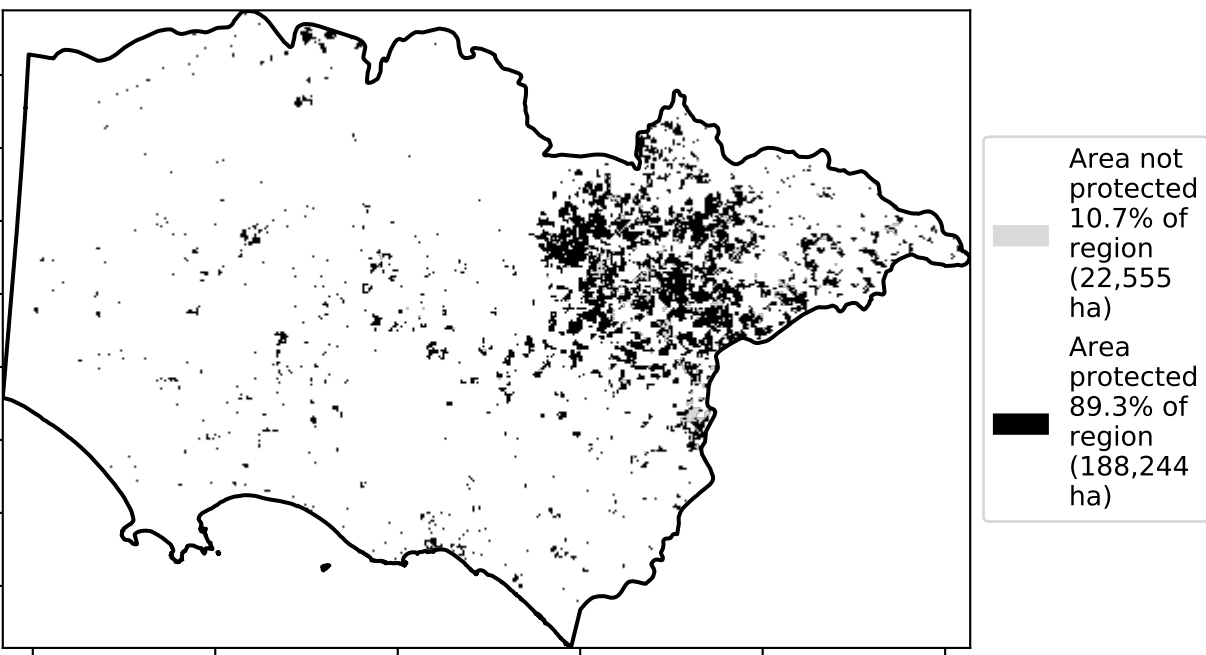 Area not
protected
10.7% of
region
(22,555
ha)
Area
protected
89.3% of
region
(188,244
ha)